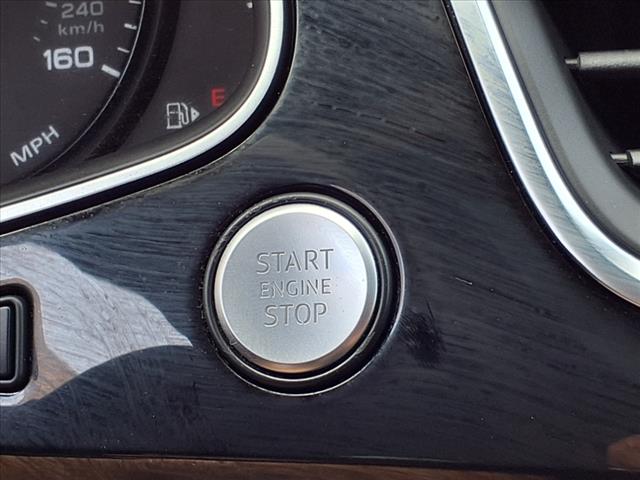 240
km/h
160
MPH
E
START
ENGINE
STOP